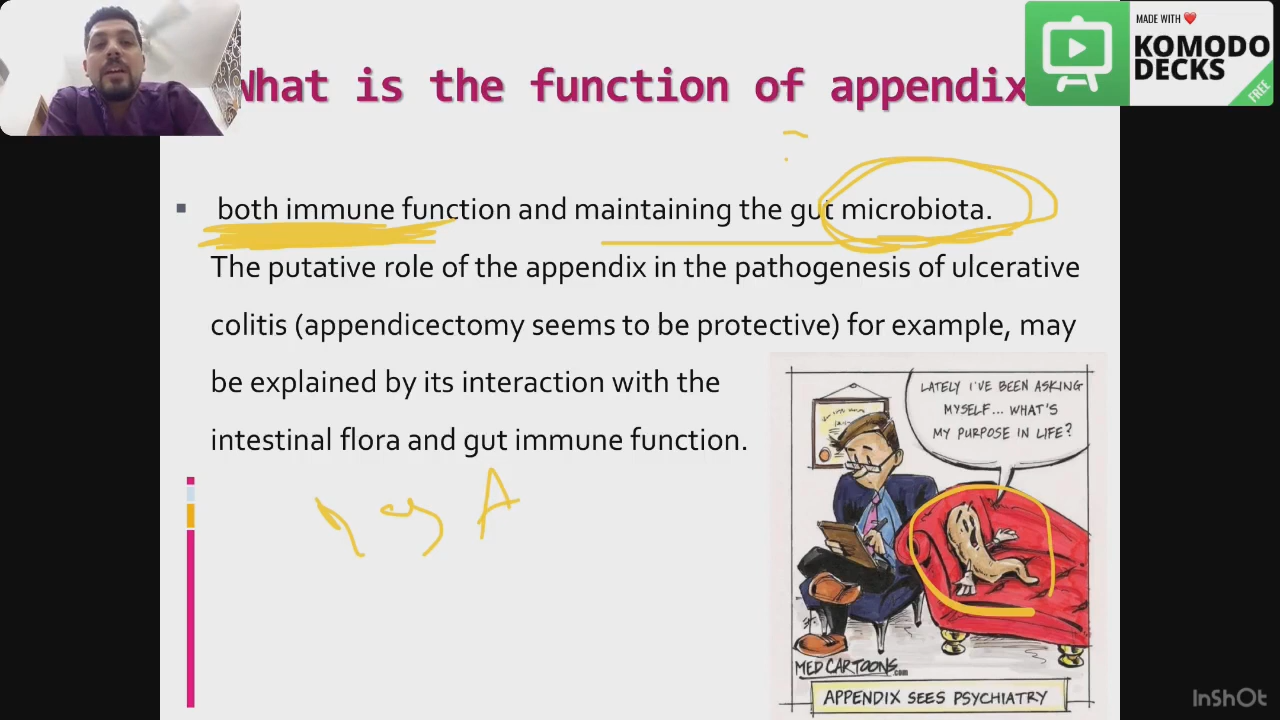 MADE WITH ❤️
KOMODO
DECKS
FREE
What is the function of appendix
both immune function and maintaining the gut microbiota.
The putative role of the appendix in the pathogenesis of ulcerative
colitis (appendicectomy seems to be protective) for example, may
be explained by its interaction with the
intestinal flora and gut immune function.
LATELY I'VE BEEN ASKING
MYSELF... WHAT'S
MY PURPOSE IN LIFE?
MEDCARTOONS.com
APPENDIX SEES PSYCHIATRY
InShOt